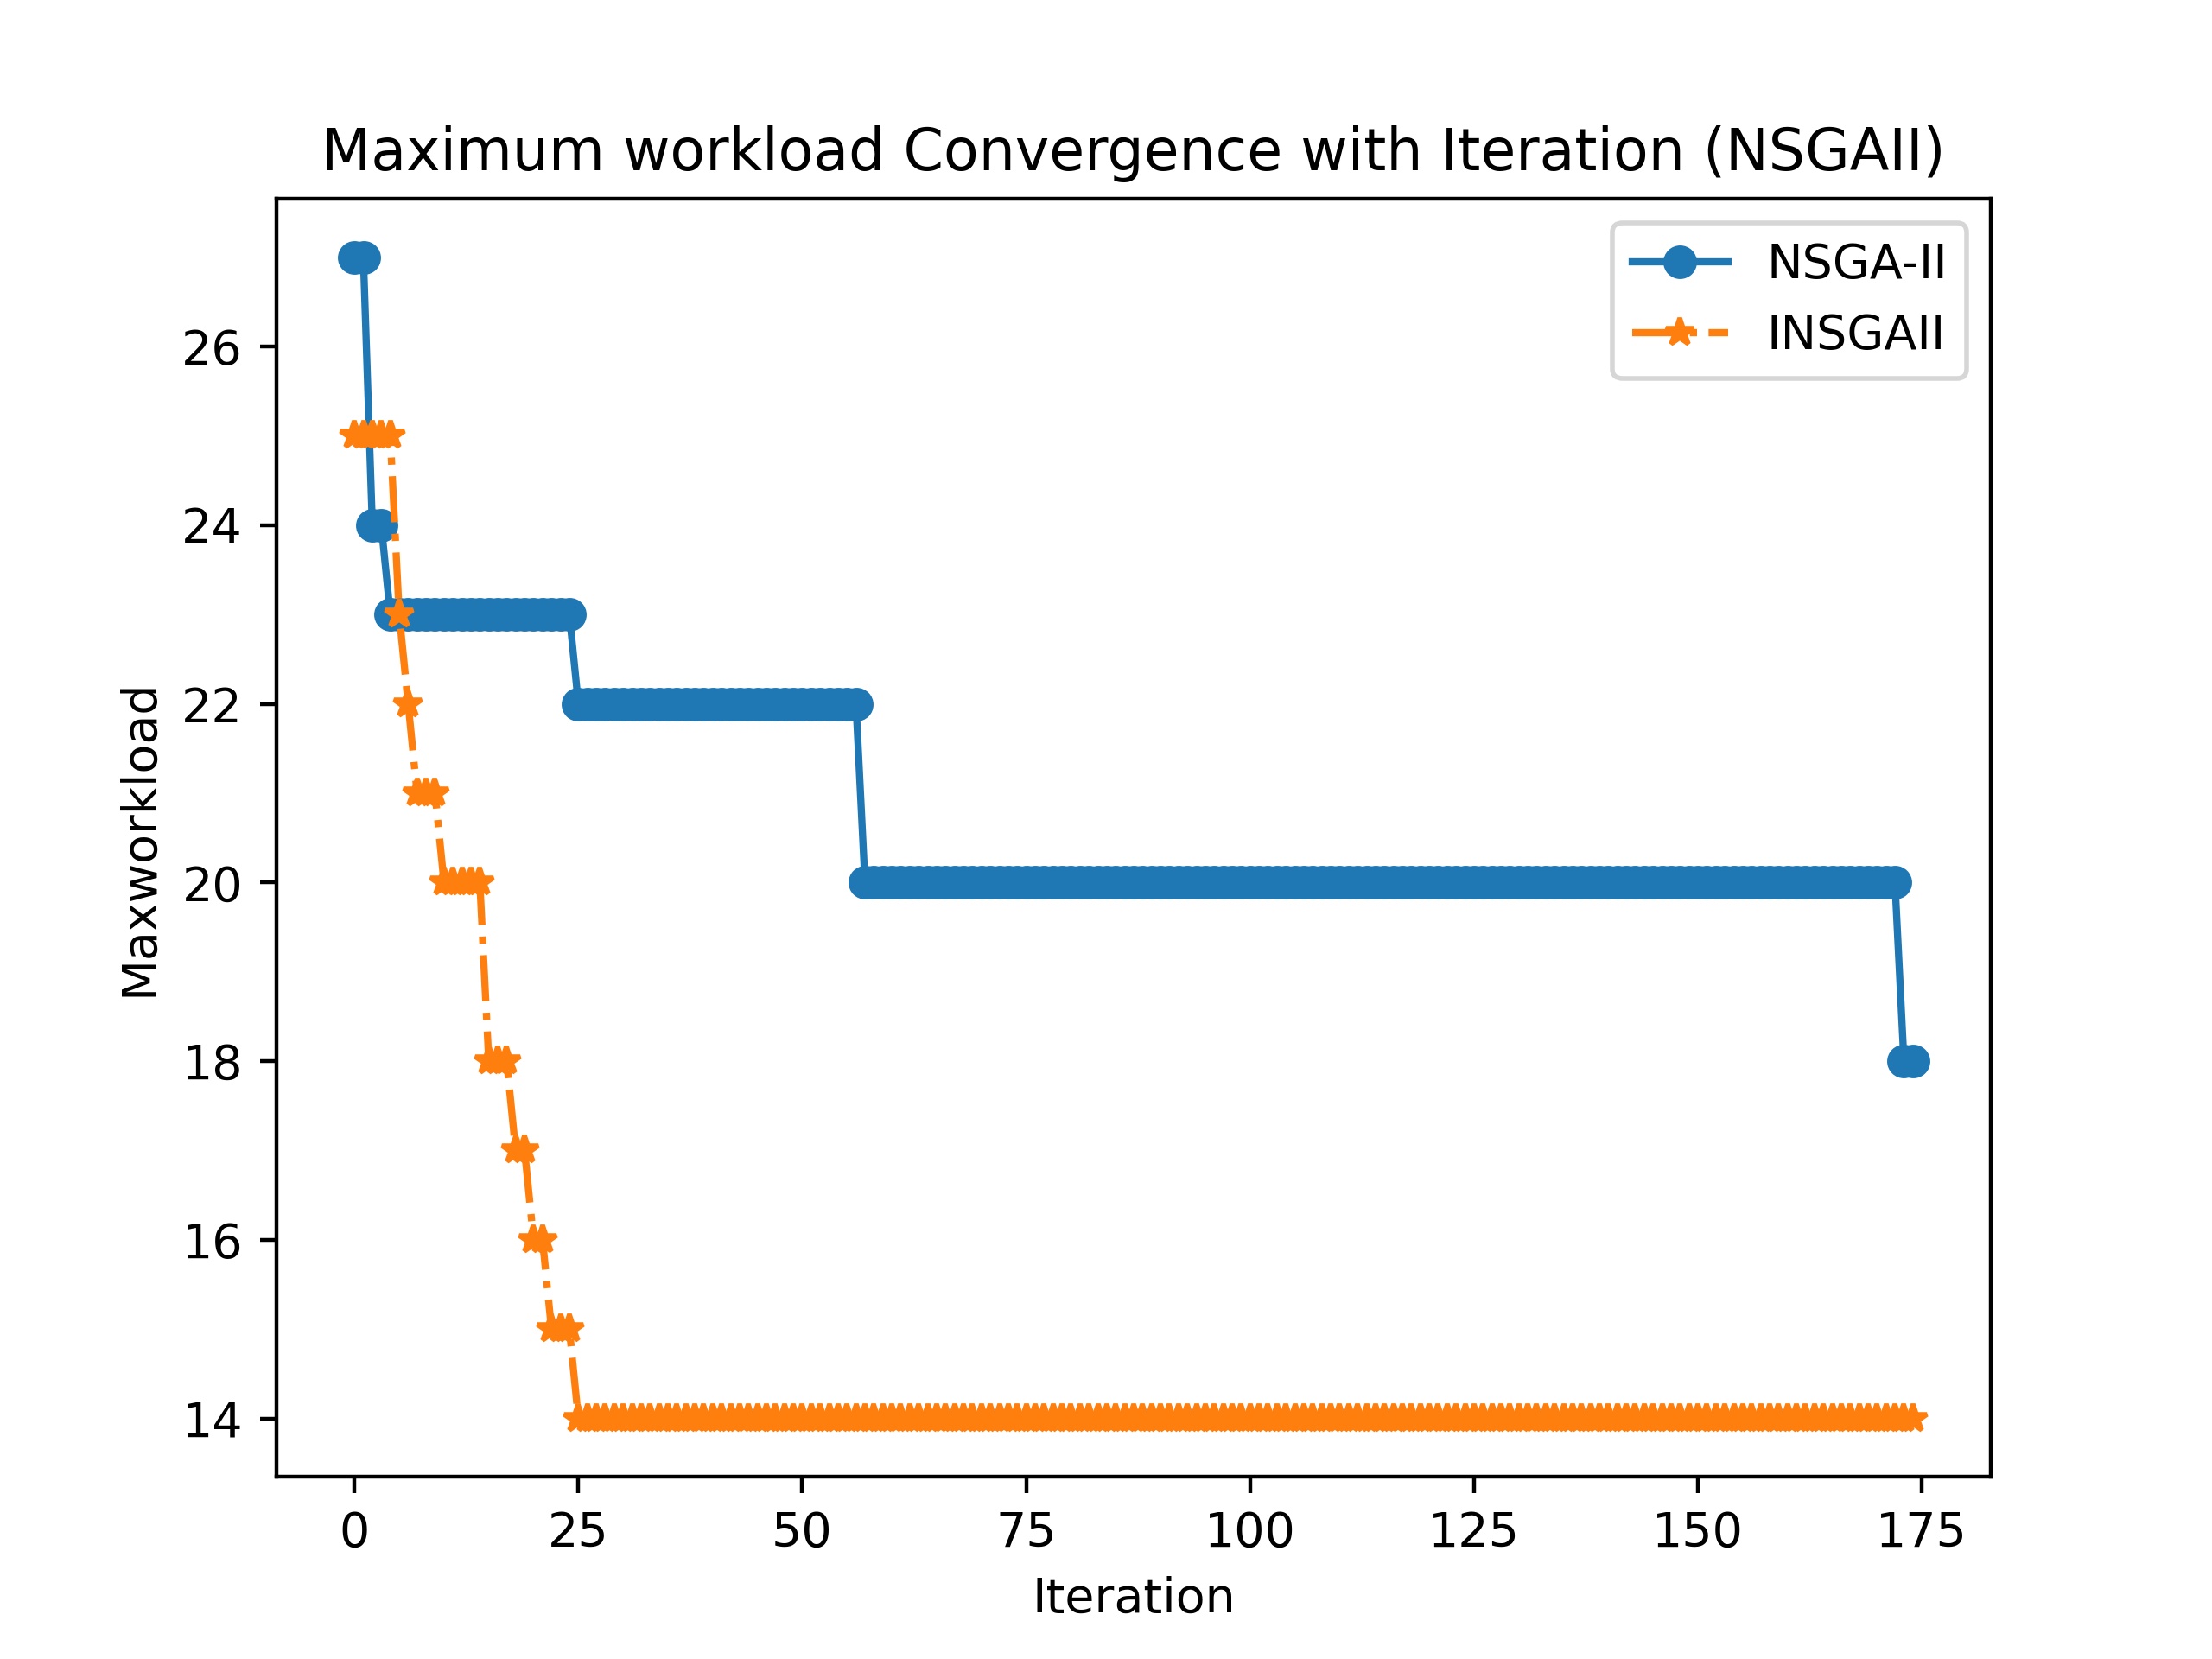 Maximum workload Convergence with Iteration (NSGAII)
NSGA-II
INSGAII
Maxworkload
26
24
22
20
18
16
14
0 25 50 75 100 125 150 175
Iteration